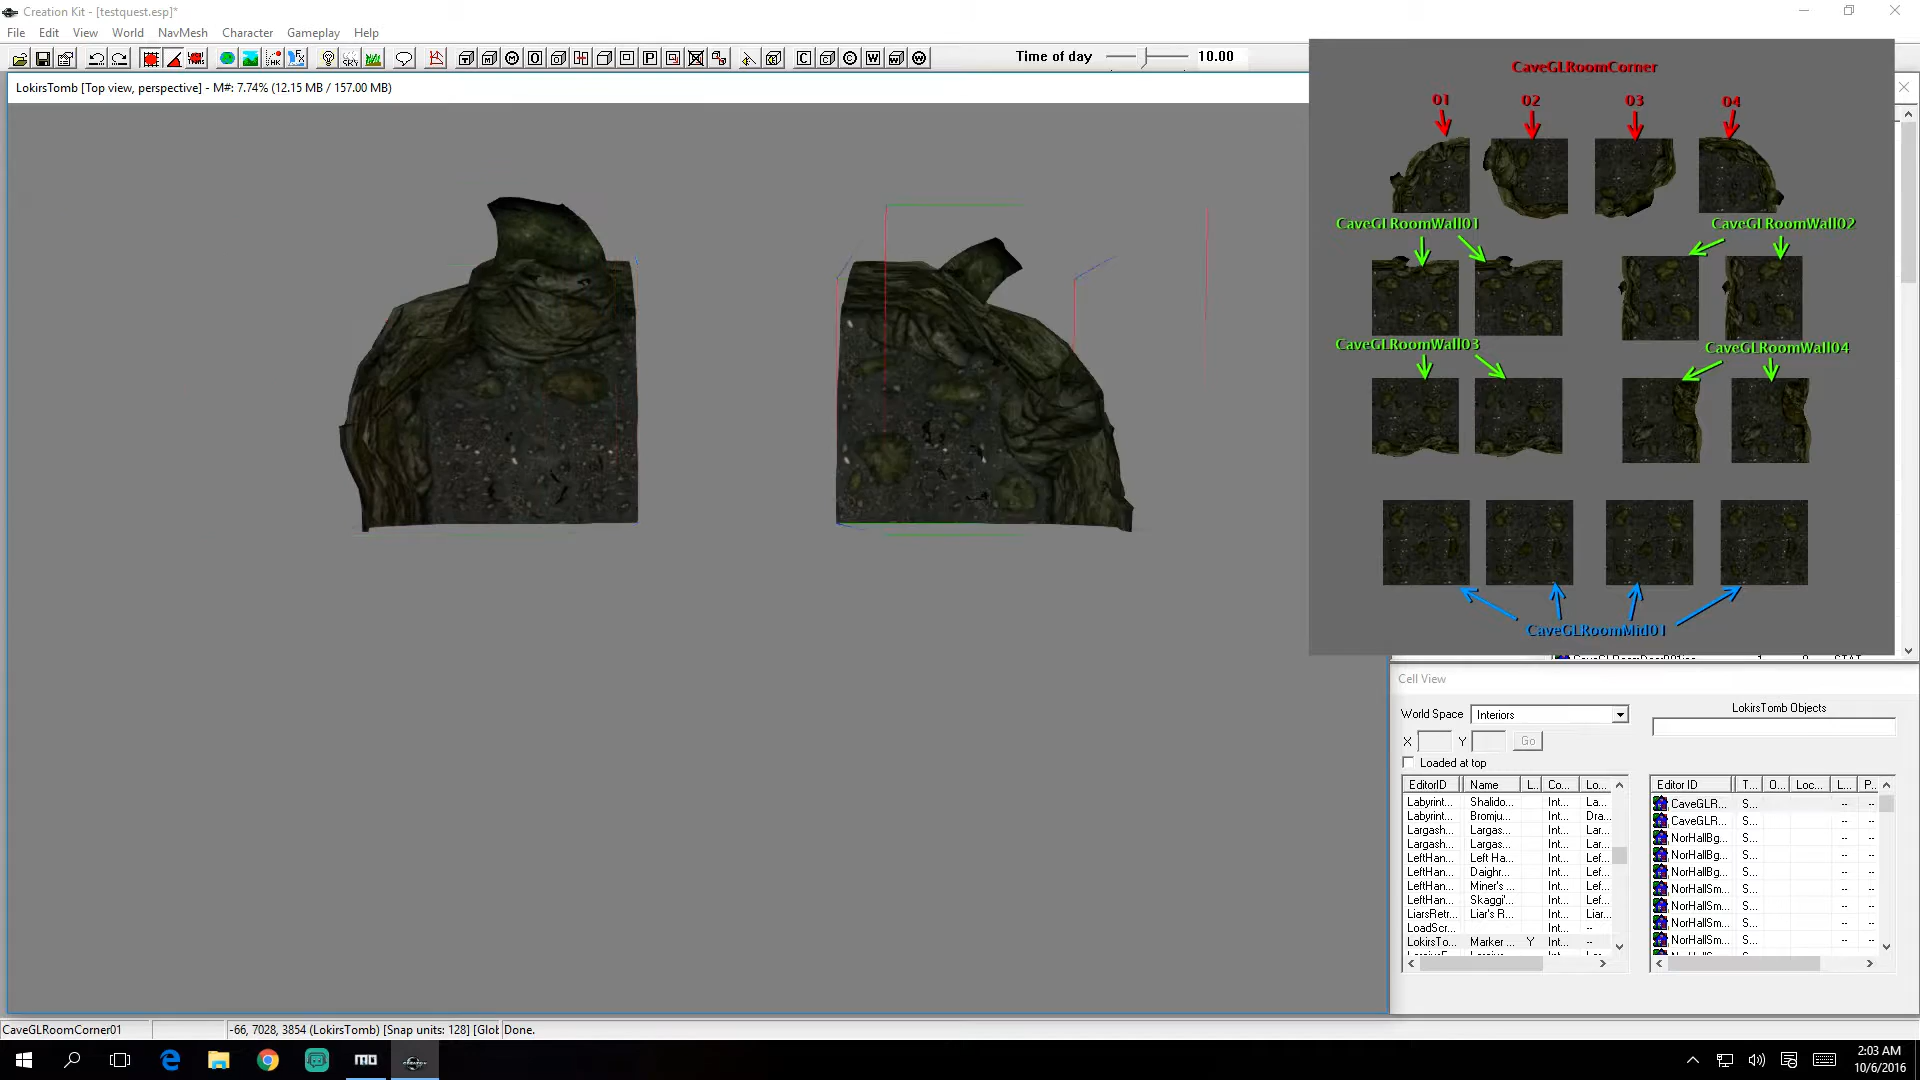 Creation Kit - [testquest.esp]*
File Edit View World NavMesh Character Gameplay Help
Time of day 10.00
LokirsTomb [Top view, perspective] - M#: 7.74% (12.15 MB / 157.00 MB)
CaveGLRoomCorner
01 02 03 04
CaveGLRoomWall01 CaveGLRoomWall02
CaveGLRoomWall03 CaveGLRoomWall04
CaveGLRoomMid01
Cell View
World Space Interiors LokirsTomb Objects
X Y Go
Loaded at top
EditorID Name L... Co... Lo... Editor ID T... O... Loc... L... P...
Labyrint... Shalido... Int... La... CaveGLR... S... -- --
Labyrint... Bromju... Int... Dra... CaveGLR... S... -- --
Largash... Largas... Int... Lar... NorHallBg... S... -- --
Largash... Largas... Int... Lar... NorHallBg... S... -- --
LeftHan... Left Ha... Int... Lef... NorHallBg... S... -- --
LeftHan... Daighr... Int... Lef... NorHallSm... S... -- --
LeftHan... Miner's ... Int... Lef... NorHallSm... S... -- --
LeftHan... Skaggi'... Int... Lef... NorHallSm... S... -- --
LiarsRetr... Liar's R... Int... Liar... NorHallSm... S... -- --
LoadScr... Int... --
LokirsTo... Marker ... Y Int... --
CaveGLRoomCorner01 -66, 7028, 3854 (LokirsTomb) [Snap units: 128] [Glob Done.
MO
2:03 AM
10/6/2016